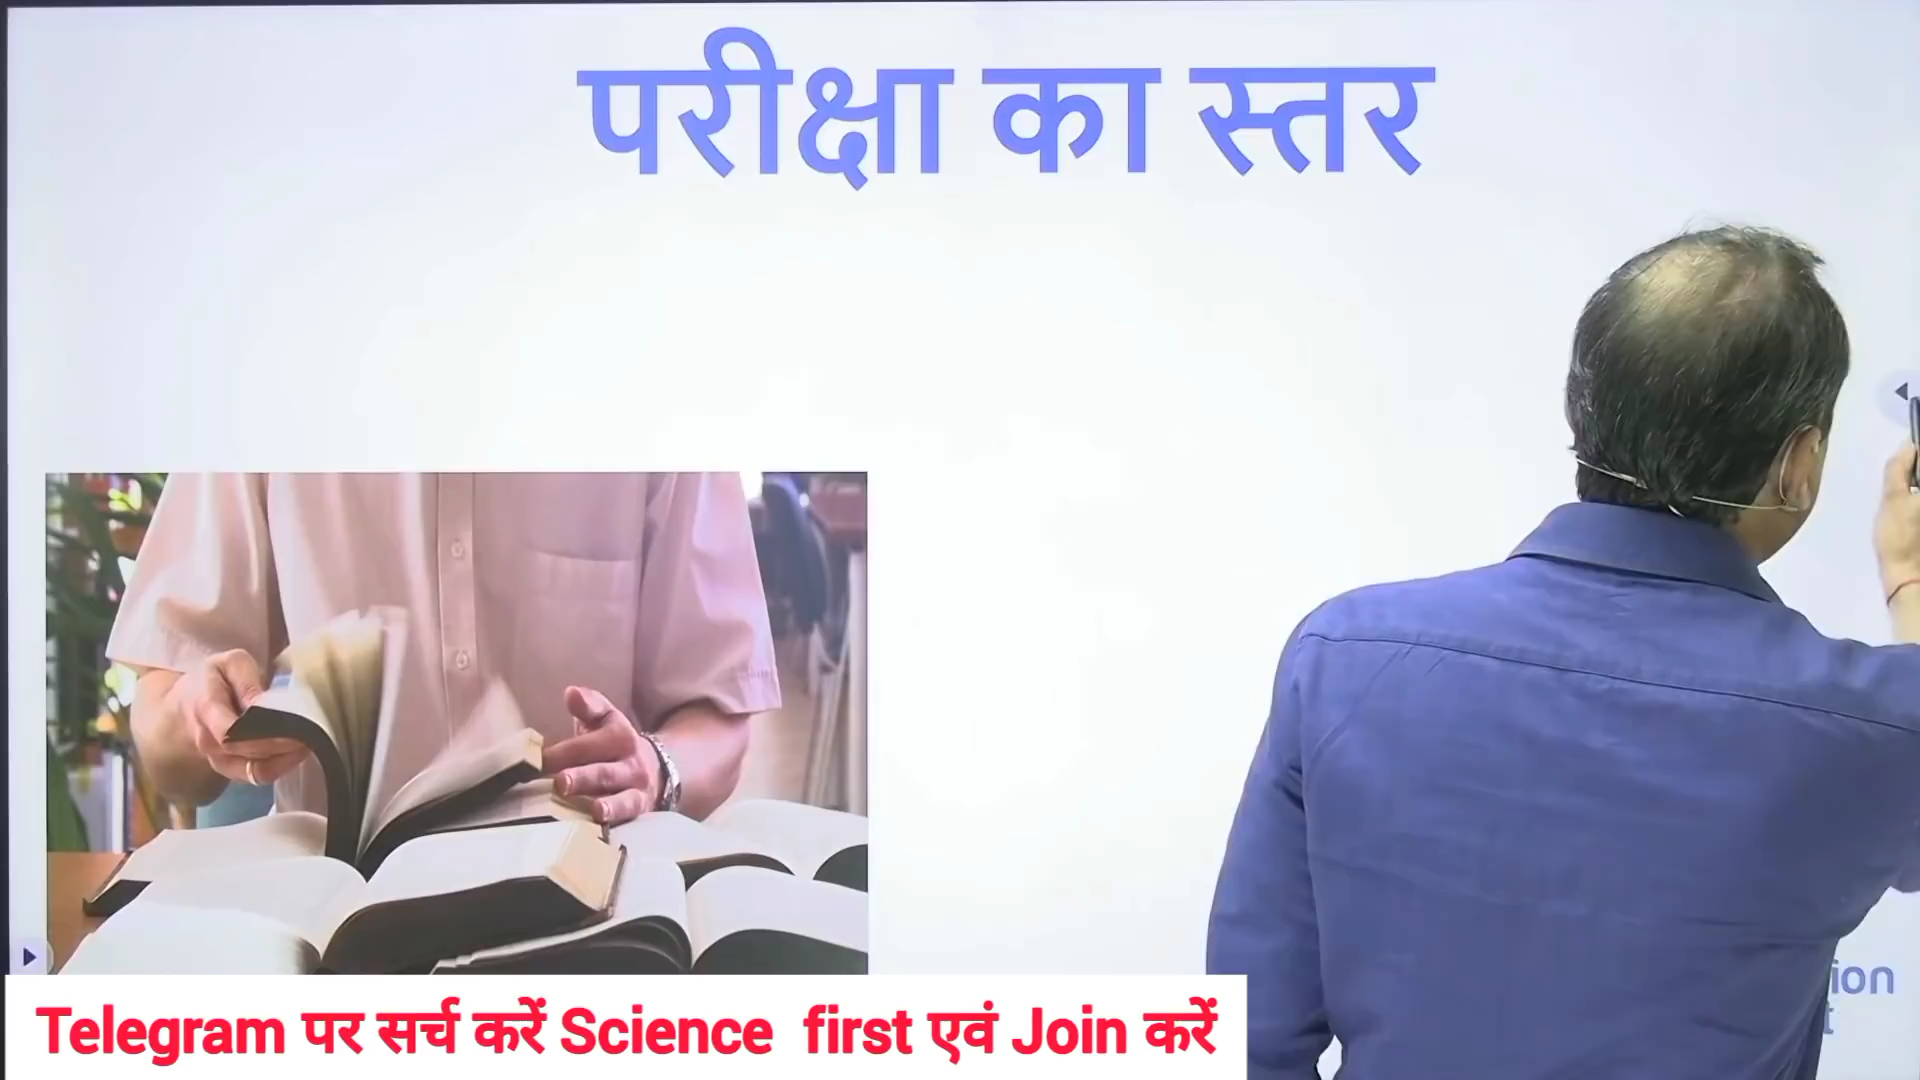 परीक्षा का स्तर
Telegram पर सर्च करें Science first एवं Join करें